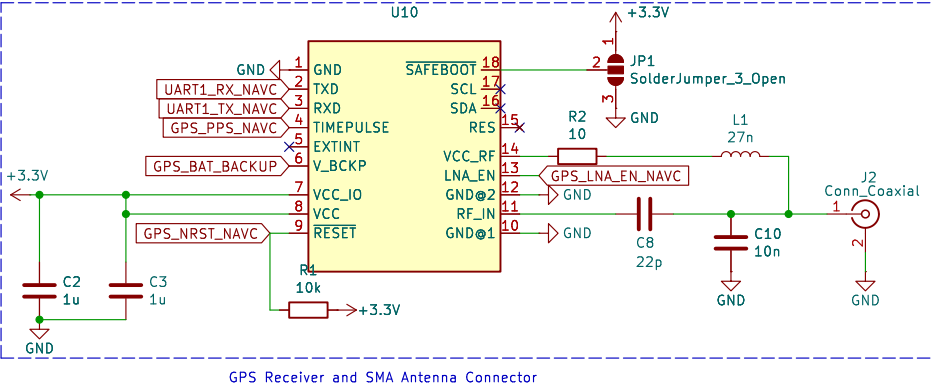 U10
+3.3V
GND 1 GND SAFEBOOT 18 2 1 JP1
UART1_RX_NAVC 2 TXD SCL 17 SolderJumper_3_Open
UART1_TX_NAVC 3 RXD SDA 16 3
GPS_PPS_NAVC 4 TIMEPULSE RES 15 GND
5 EXTINT R2 L1
GPS_BAT_BACKUP 6 V_BCKP VCC_RF 14 10 27n
+3.3V LNA_EN 13 GPS_LNA_EN_NAVC J2
7 VCC_IO GND@2 12 GND Conn_Coaxial
8 VCC RF_IN 11 1
GPS_NRST_NAVC 9 RESET GND@1 10 GND C8 C10 2
22p 10n
R1
C2 C3 10k
1u 1u +3.3V GND GND
GND
GPS Receiver and SMA Antenna Connector